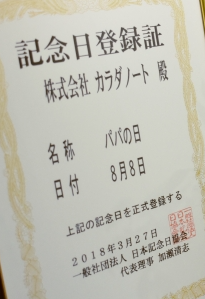 記念日登録証
株式会社 カラダノート 殿
名称 パパの日
日付 8月8日
上記の記念日を正式登録する
2018年3月27日
一般社団法人 日本記念日協会
代表理事 加瀬清志